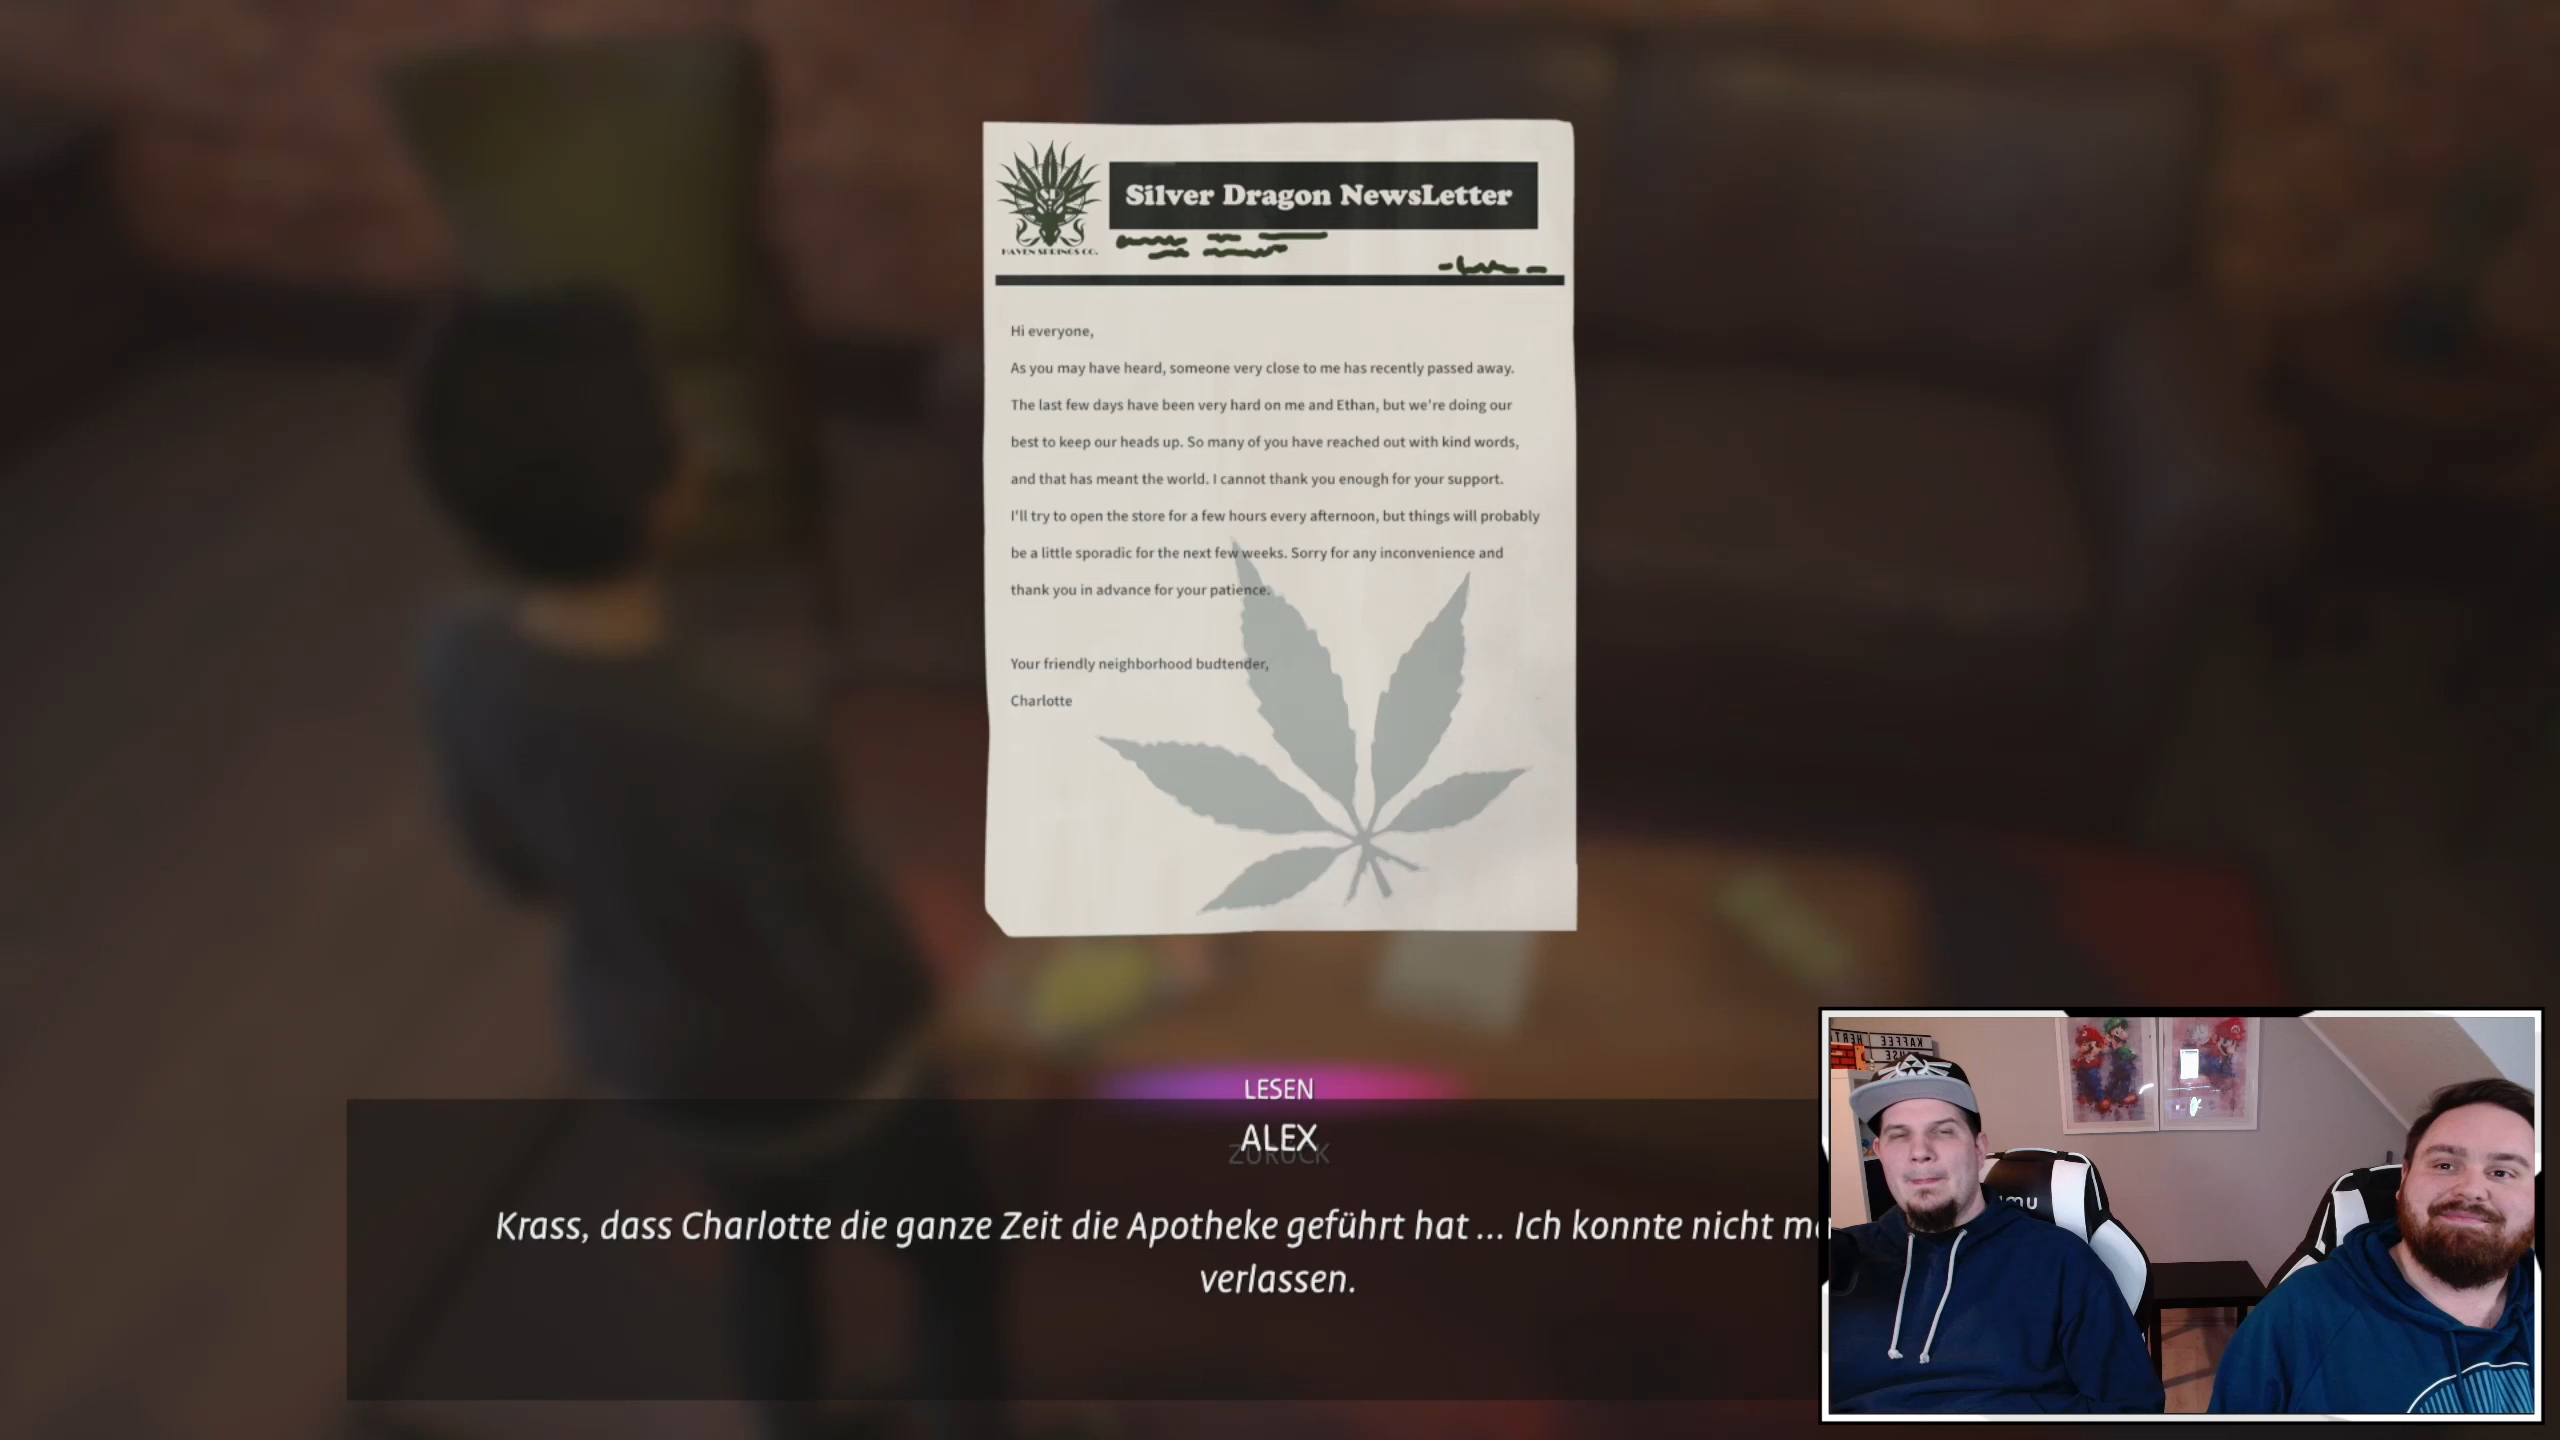 Silver Dragon NewsLetter
SD
HAVEN SPRINGS CO.
Hi everyone,
As you may have heard, someone very close to me has recently passed away.
The last few days have been very hard on me and Ethan, but we're doing our
best to keep our heads up. So many of you have reached out with kind words,
and that has meant the world. I cannot thank you enough for your support.
I'll try to open the store for a few hours every afternoon, but things will probably
be a little sporadic for the next few weeks. Sorry for any inconvenience and
thank you in advance for your patience.
Your friendly neighborhood budtender,
Charlotte
LESEN
ALEX
ZURÜCK
Krass, dass Charlotte die ganze Zeit die Apotheke geführt hat ... Ich konnte nicht
verlassen.
KAFFEE